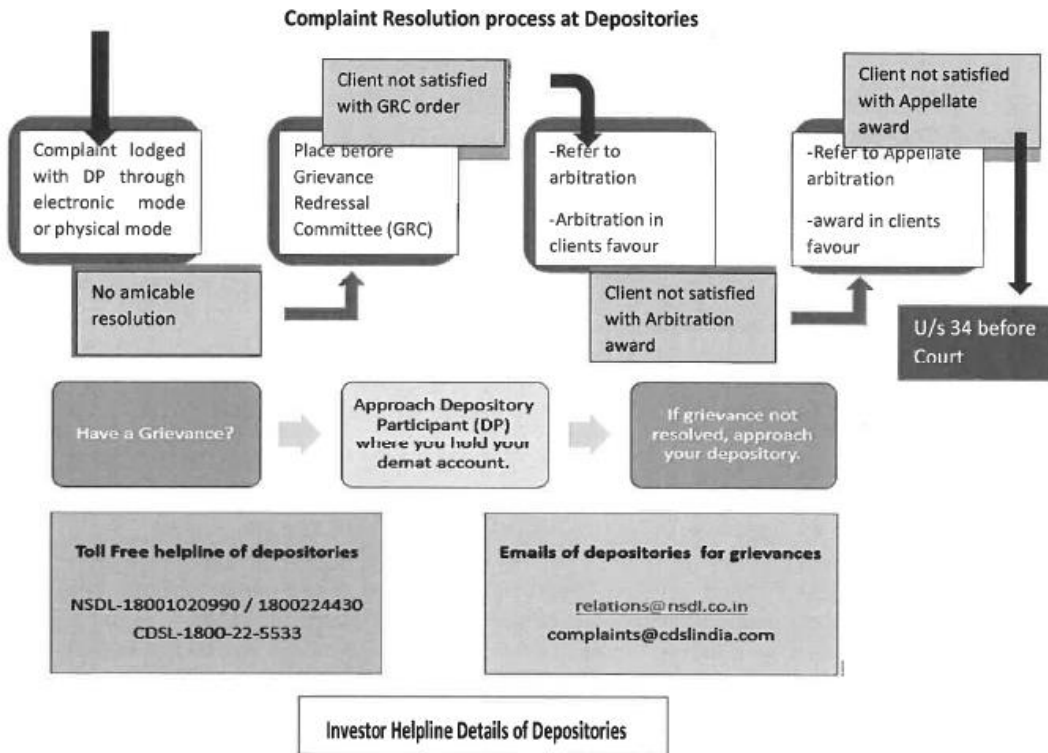 Complaint Resolution process at Depositories
Complaint lodged
with DP through
electronic mode
or physical mode
No amicable
resolution
Place before
Grievance
Redressal
Committee (GRC)
Client not satisfied
with GRC order
-Refer to
arbitration
-Arbitration in
clients favour
Client not satisfied
with Arbitration
award
-Refer to Appellate
arbitration
-award in clients
favour
Client not satisfied
with Appellate
award
U/s 34 before
Court
Have a Grievance?
Approach Depository
Participant (DP)
where you hold your
demat account.
If grievance not
resolved, approach
your depository.
Toll Free helpline of depositories
NSDL-18001020990 / 1800224430
CDSL-1800-22-5533
Emails of depositories for grievances
relations@nsdl.co.in
complaints@cdslindia.com
Investor Helpline Details of Depositories